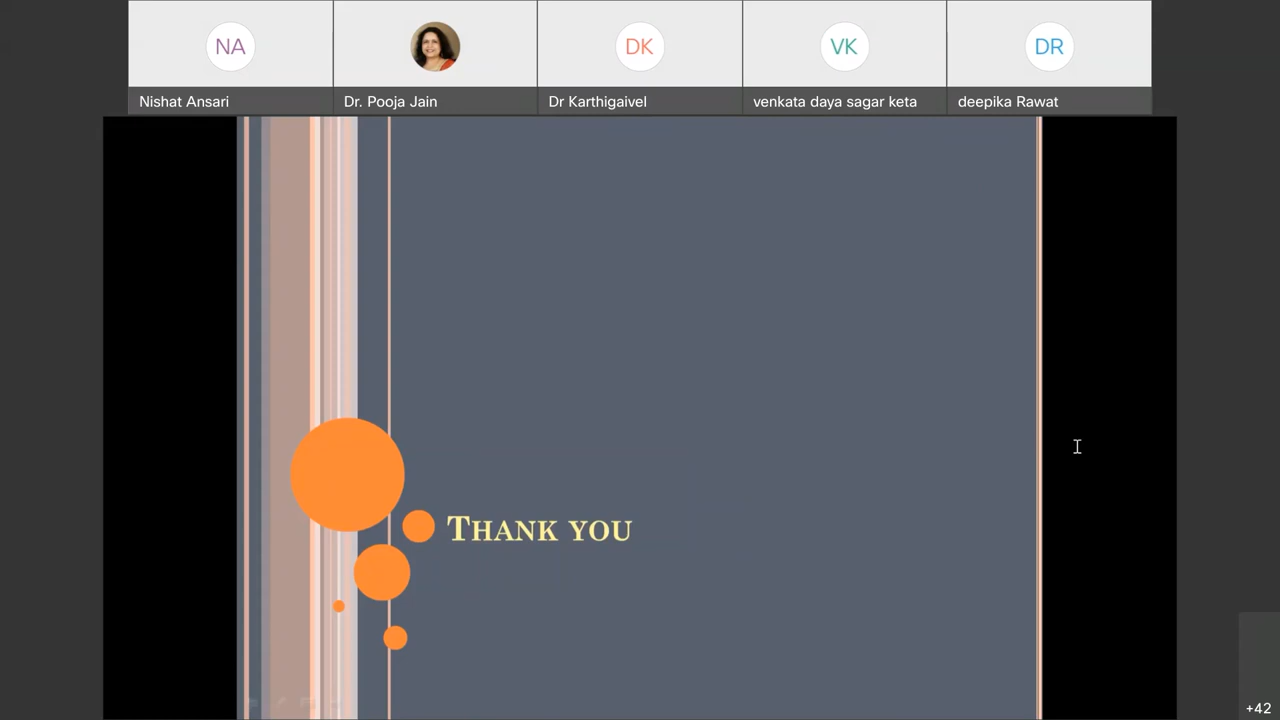 NA
DK
VK
DR
Nishat Ansari
Dr. Pooja Jain
Dr Karthigaivel
venkata daya sagar keta
deepika Rawat
THANK YOU
+42